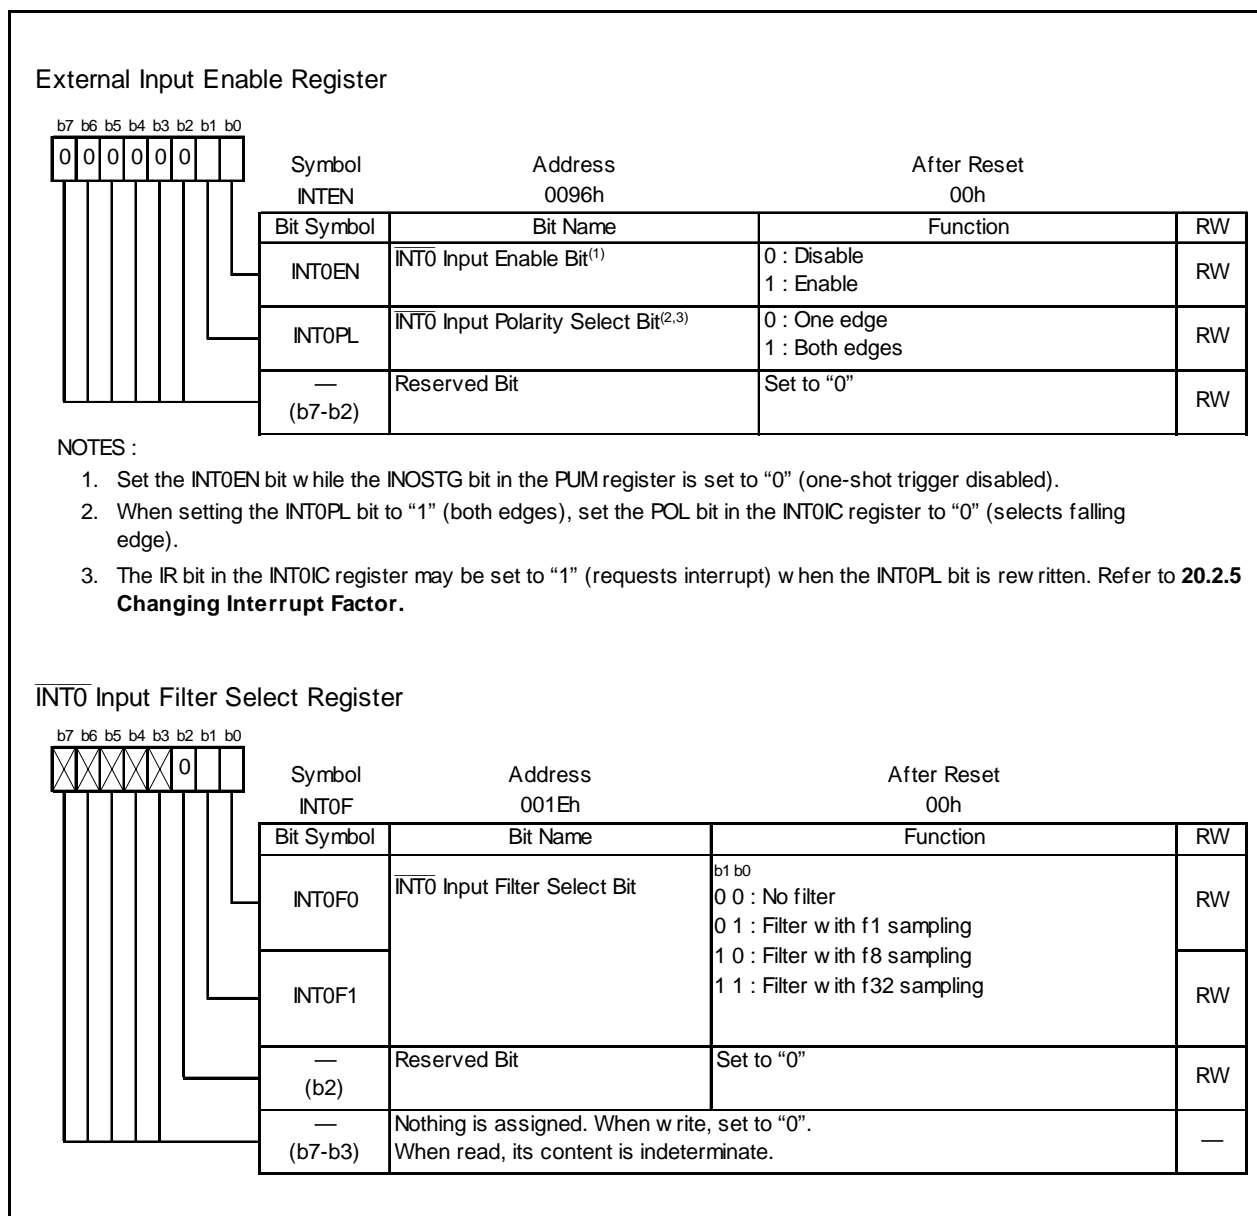 External Input Enable Register
b7 b6 b5 b4 b3 b2 b1 b0
0 0 0 0 0 0
Symbol Address After Reset
INTEN 0096h 00h
Bit Symbol Bit Name Function RW
INT0EN INT0 Input Enable Bit(1) 0 : Disable RW
1 : Enable
INT0PL INT0 Input Polarity Select Bit(2,3) 0 : One edge RW
1 : Both edges
— Reserved Bit Set to “0” RW
(b7-b2)
NOTES :
1. Set the INT0EN bit while the INOSTG bit in the PUM register is set to “0” (one-shot trigger disabled).
2. When setting the INT0PL bit to “1” (both edges), set the POL bit in the INT0IC register to “0” (selects falling
edge).
3. The IR bit in the INT0IC register may be set to “1” (requests interrupt) when the INT0PL bit is rewritten. Refer to 20.2.5
Changing Interrupt Factor.
INT0 Input Filter Select Register
b7 b6 b5 b4 b3 b2 b1 b0
0
Symbol Address After Reset
INT0F 001Eh 00h
Bit Symbol Bit Name Function RW
b1 b0
INT0F0 INT0 Input Filter Select Bit 0 0 : No filter RW
0 1 : Filter with f1 sampling
1 0 : Filter with f8 sampling
INT0F1 1 1 : Filter with f32 sampling RW
— Reserved Bit Set to “0” RW
(b2)
— Nothing is assigned. When write, set to “0”. —
(b7-b3) When read, its content is indeterminate.